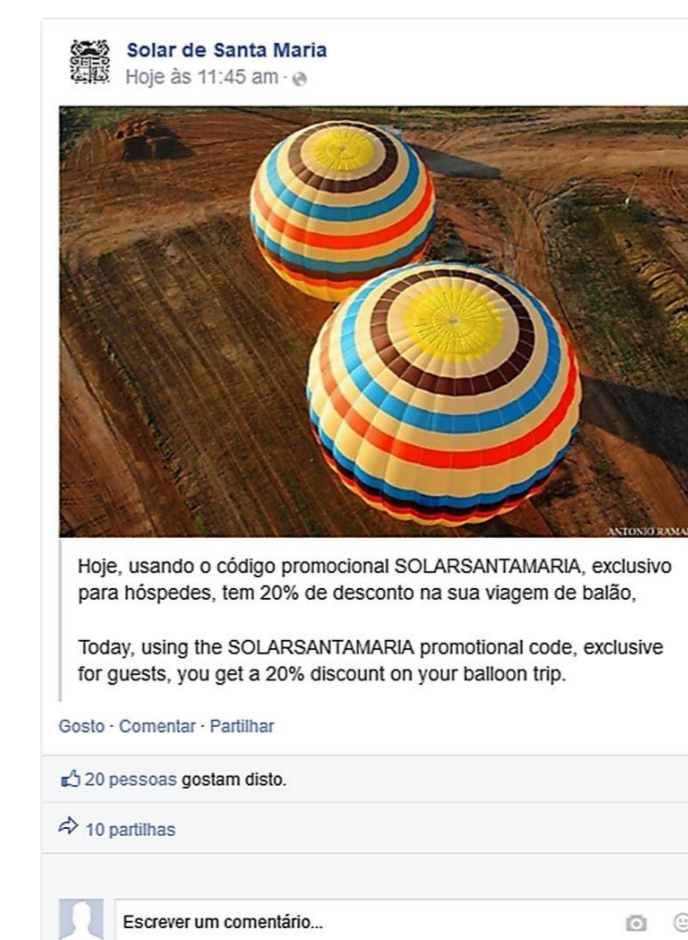 Solar de Santa Maria
Hoje às 11:45 am ·
Hoje, usando o código promocional SOLARSANTAMARIA, exclusivo
para hóspedes, tem 20% de desconto na sua viagem de balão,
Today, using the SOLARSANTAMARIA promotional code, exclusive
for guests, you get a 20% discount on your balloon trip.
Gosto · Comentar · Partilhar
20 pessoas gostam disto.
10 partilhas
Escrever um comentário...